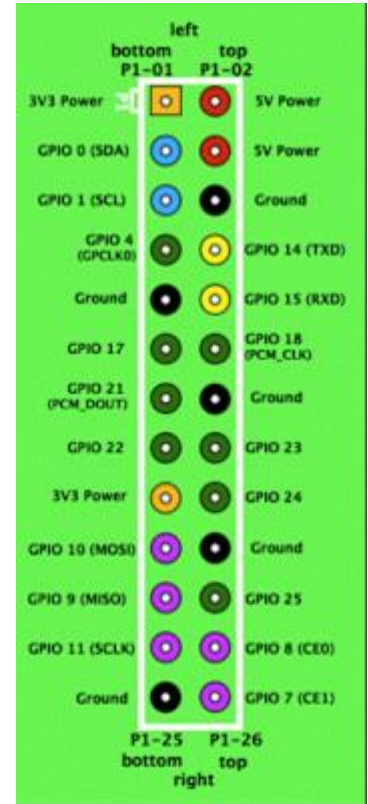 left
bottom top
P1-01 P1-02
3V3 Power 5V Power
GPIO 0 (SDA) 5V Power
GPIO 1 (SCL) Ground
GPIO 4
(GPCLK0) GPIO 14 (TXD)
Ground GPIO 15 (RXD)
GPIO 17 GPIO 18
(PCM_CLK)
GPIO 21
(PCM_DOUT) Ground
GPIO 22 GPIO 23
3V3 Power GPIO 24
GPIO 10 (MOSI) Ground
GPIO 9 (MISO) GPIO 25
GPIO 11 (SCLK) GPIO 8 (CE0)
Ground GPIO 7 (CE1)
P1-25 P1-26
bottom top
right